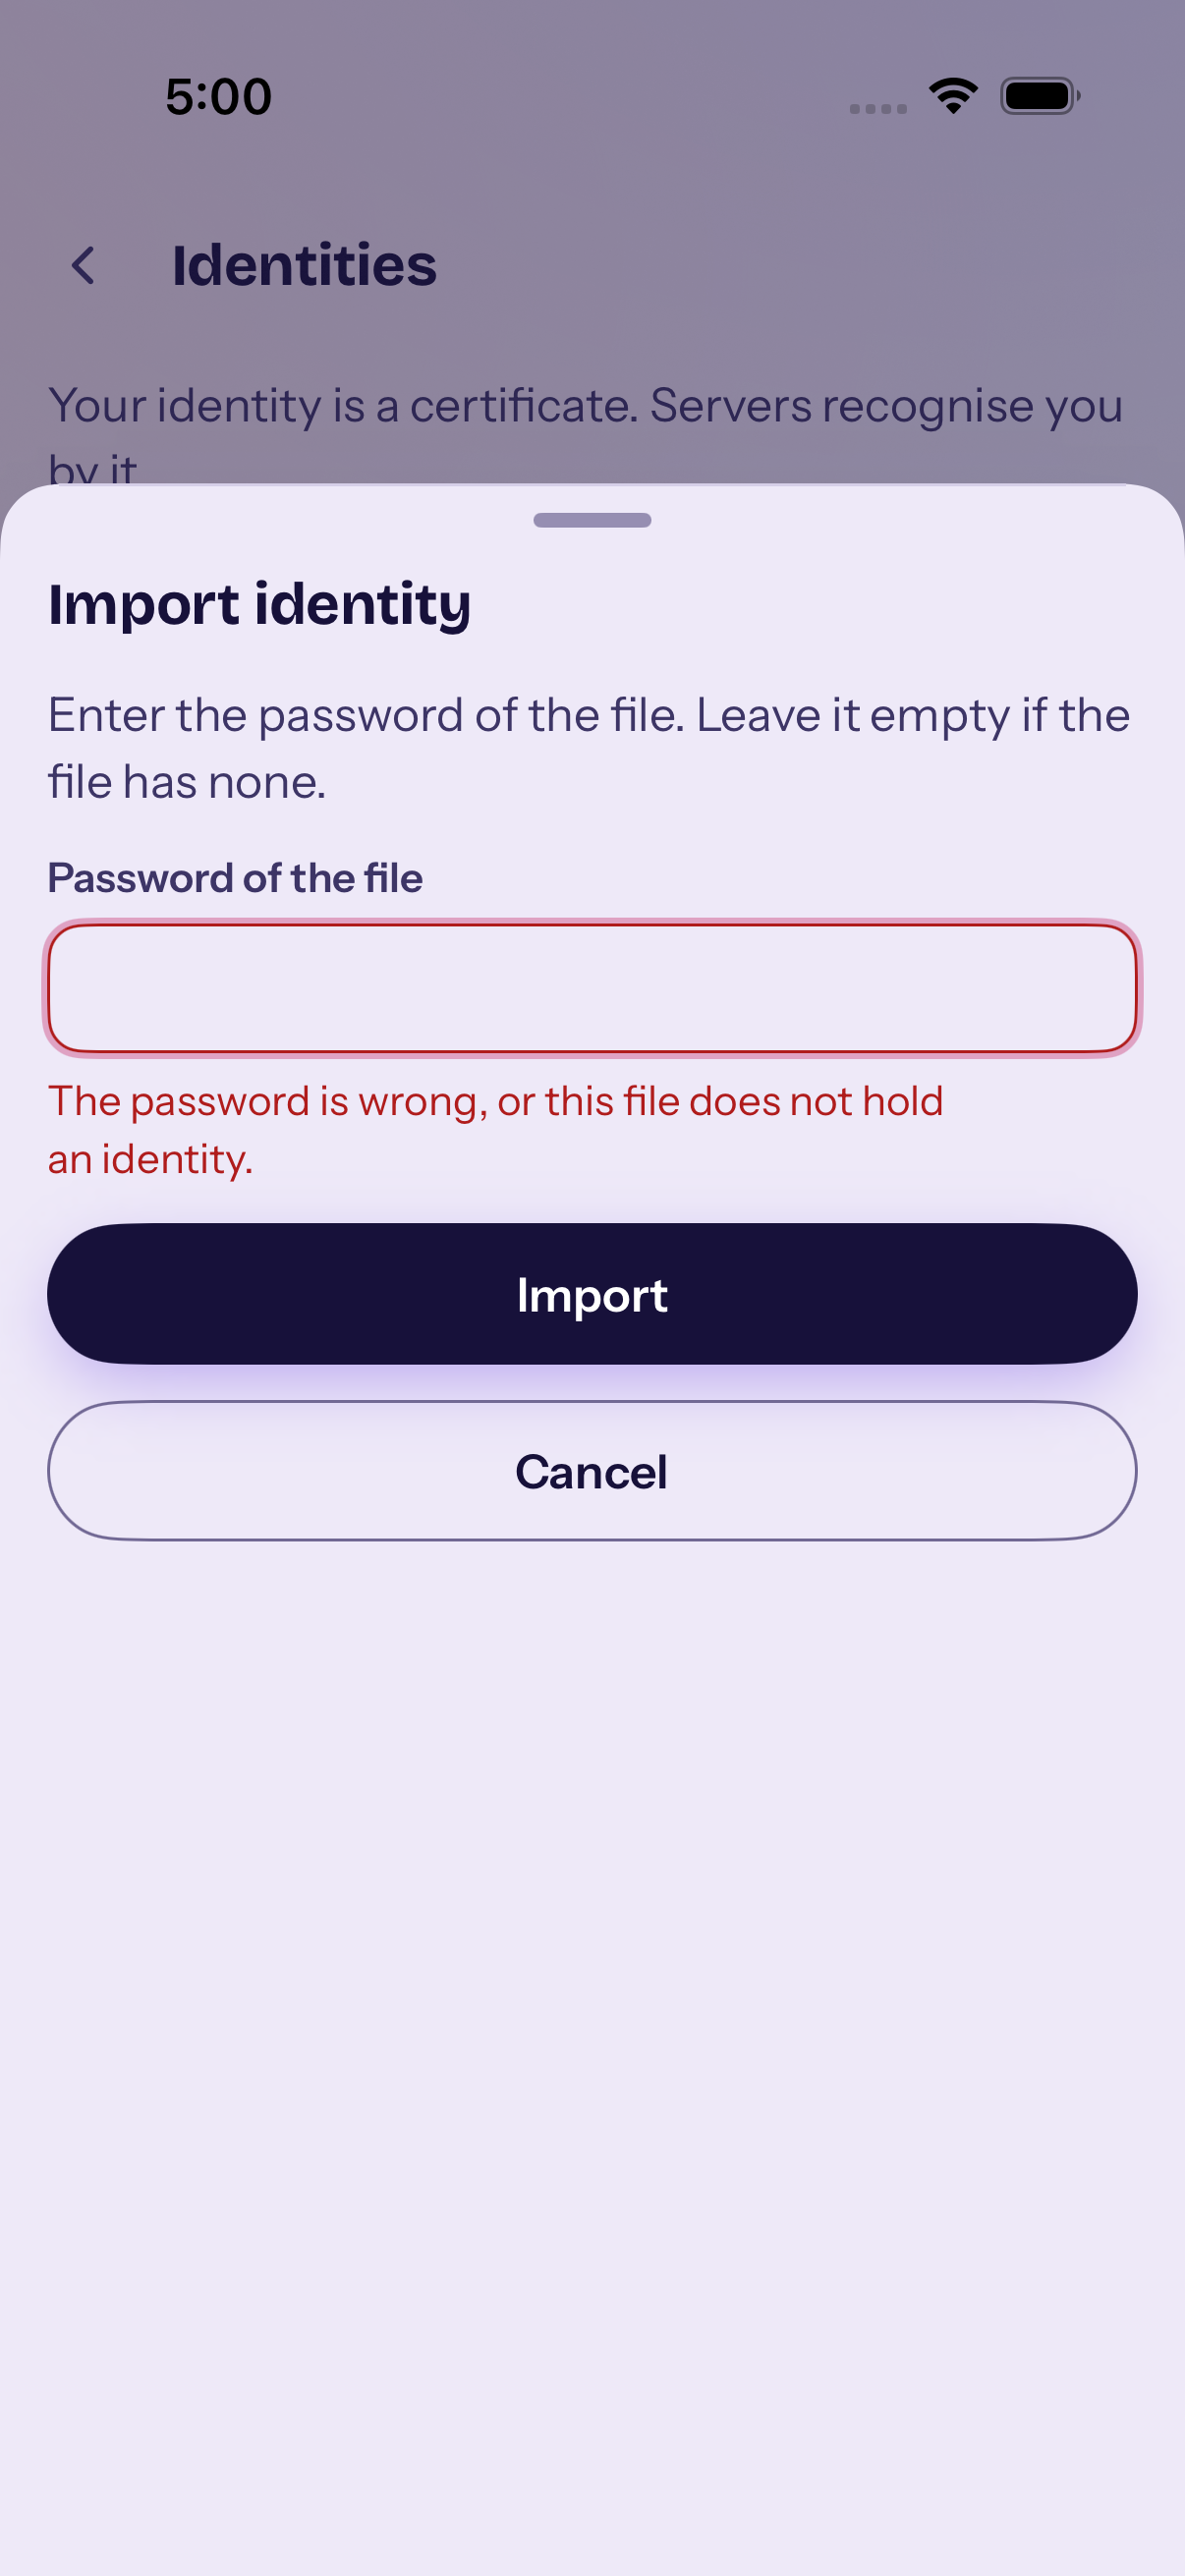 5:00
Identities
Your identity is a certificate. Servers recognise you
by it
Import identity
Enter the password of the file. Leave it empty if the
file has none.
Password of the file
The password is wrong, or this file does not hold
an identity.
Import
Cancel